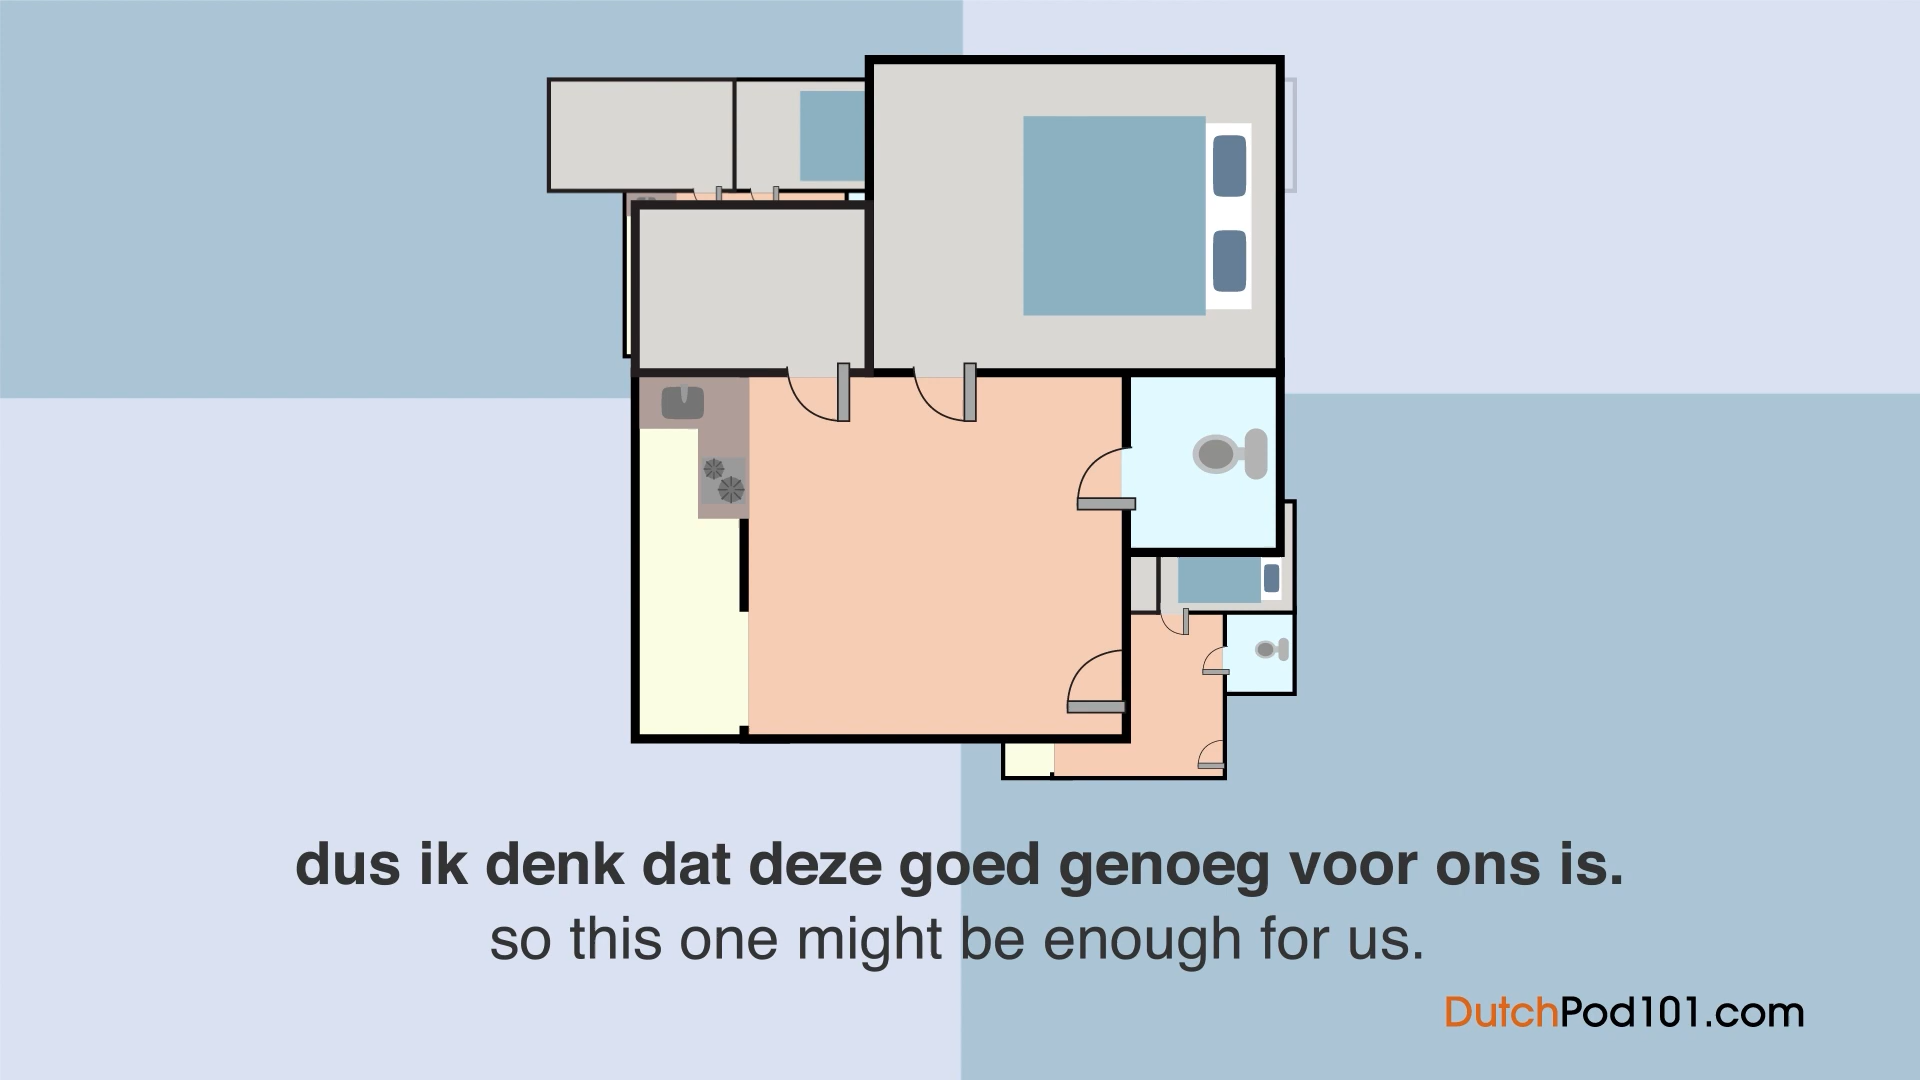 dus ik denk dat deze goed genoeg voor ons is.
so this one might be enough for us.
DutchPod101.com